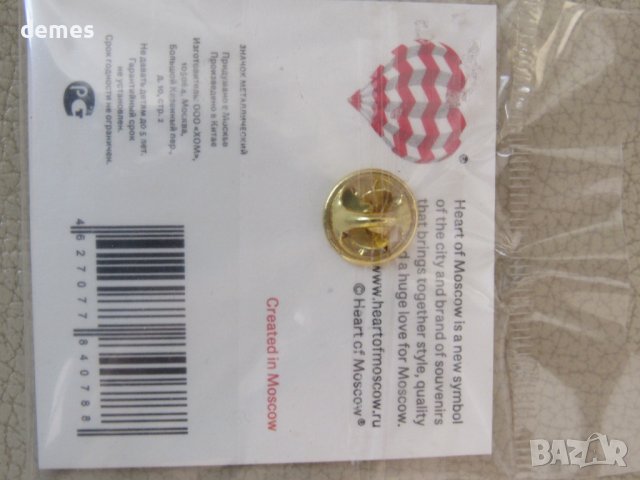 demes
Heart of Moscow is a new symbol
of the city and brand of souvenirs
that brings together style, quality
a huge love for Moscow.
www.heartofmoscow.ru
© Heart of Moscow®
ЗНАЧОК МЕТАЛЛИЧЕСКИЙ
Придумано в Москве
Произведено в Китае
Изготовитель: ООО «ХОМ»,
105064, Москва,
Большой Казенный пер.,
д. 10, стр. 2
Не давать детям до 5 лет.
Гарантийный срок
не установлен.
Срок годности не ограничен.
РС
Created in Moscow
4 627077 840788
BAZAR